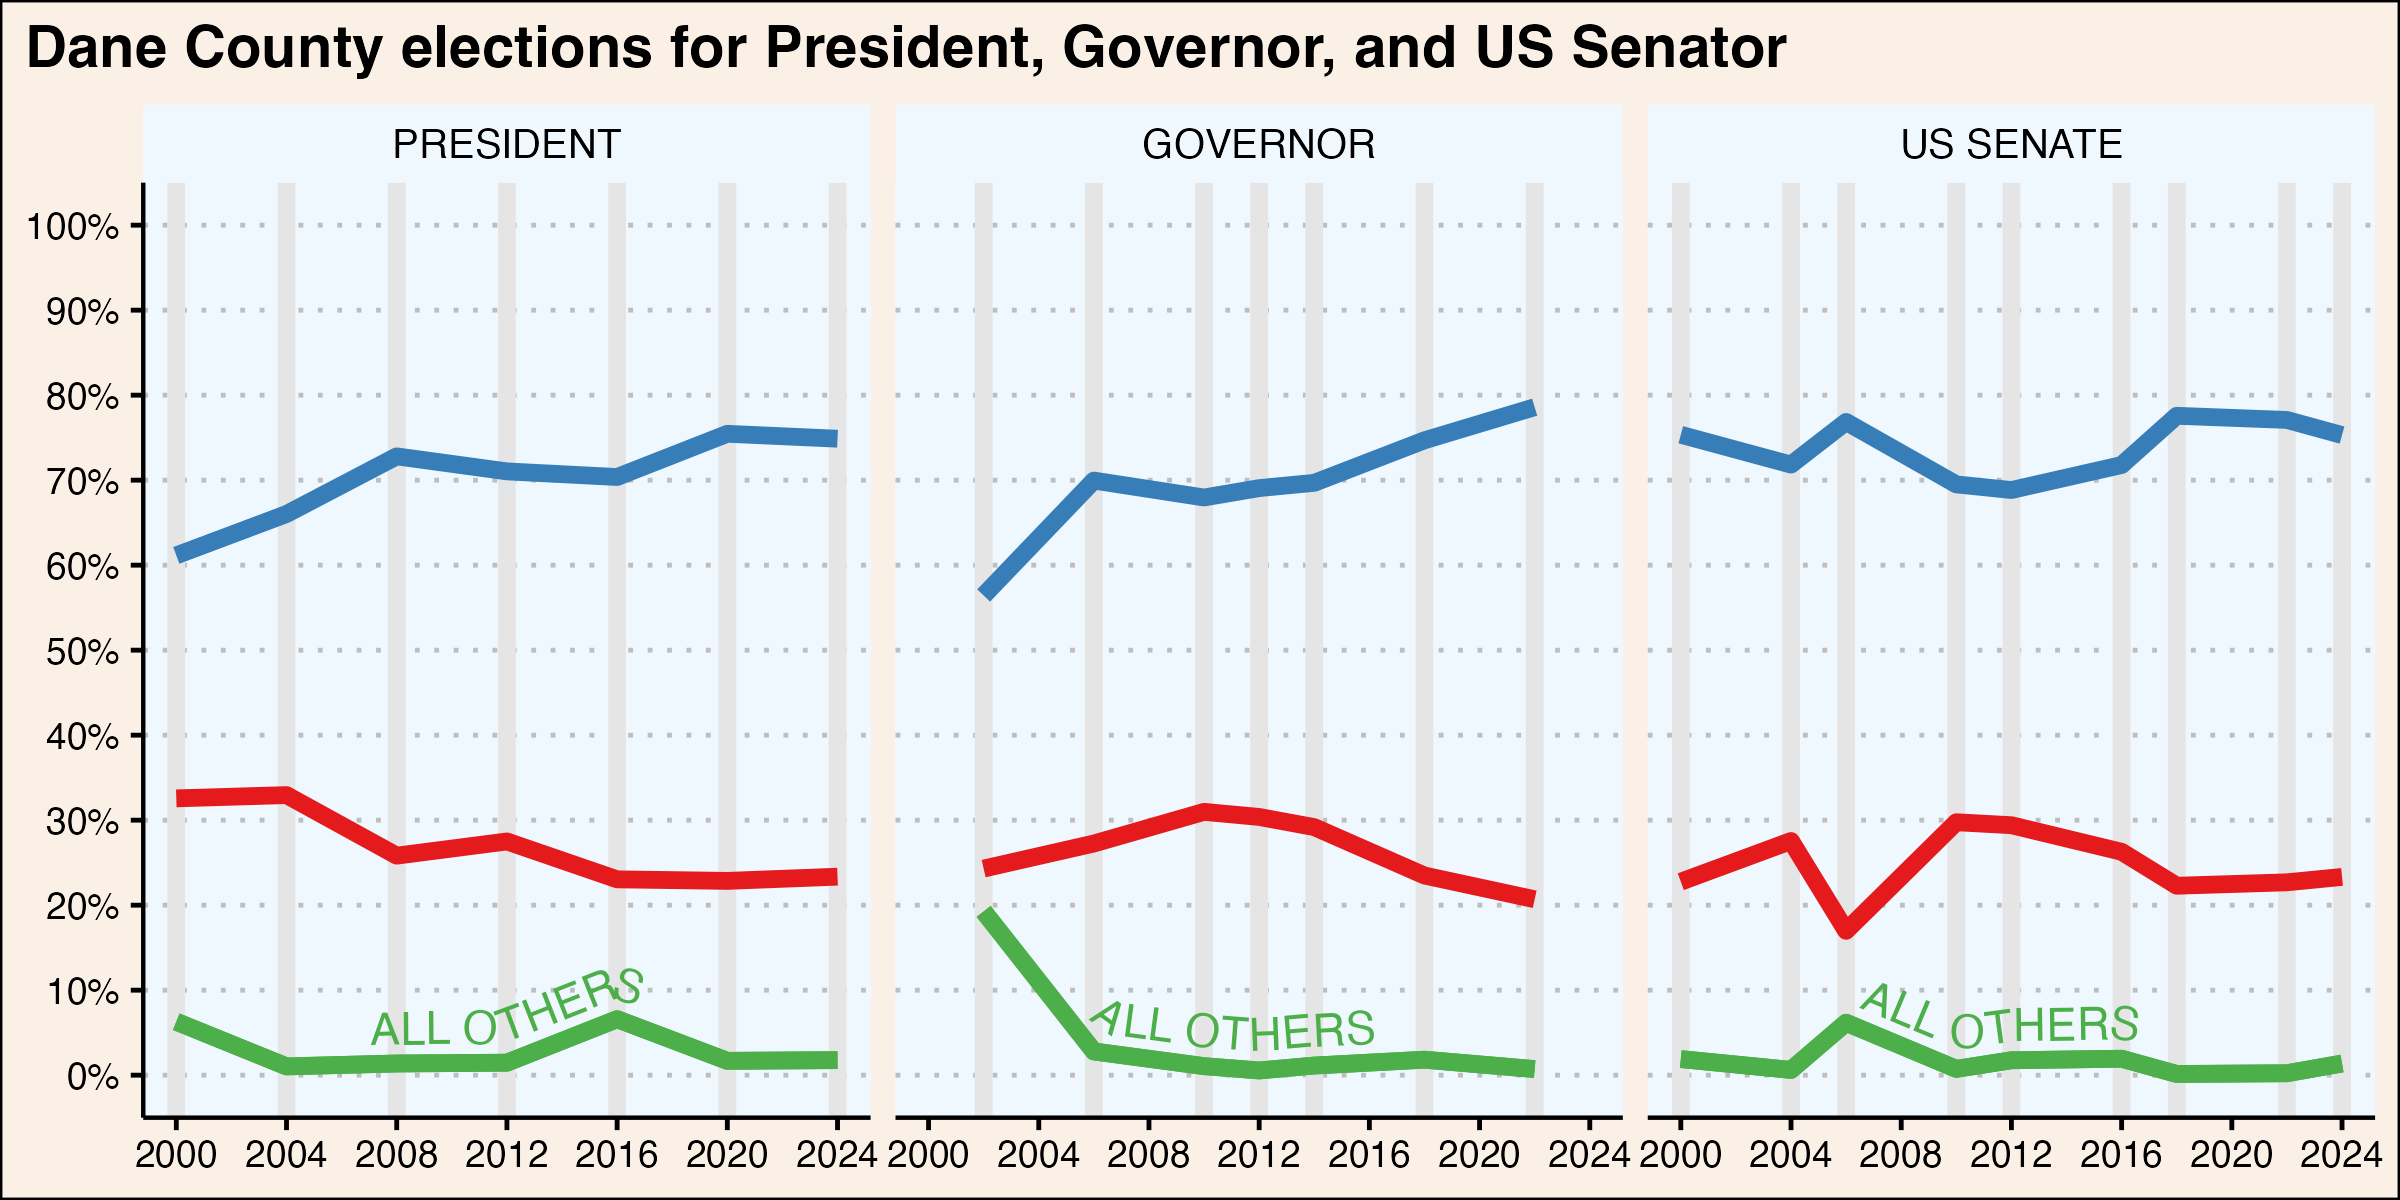 Dane County elections for President, Governor, and US Senator
PRESIDENT
GOVERNOR
US SENATE
100%
90%
80%
70%
60%
50%
40%
30%
20%
10%
0%
ALL OTHERS
ALL OTHERS
ALL OTHERS
2000 2004 2008 2012 2016 2020 2024
2000 2004 2008 2012 2016 2020 2024
2000 2004 2008 2012 2016 2020 2024